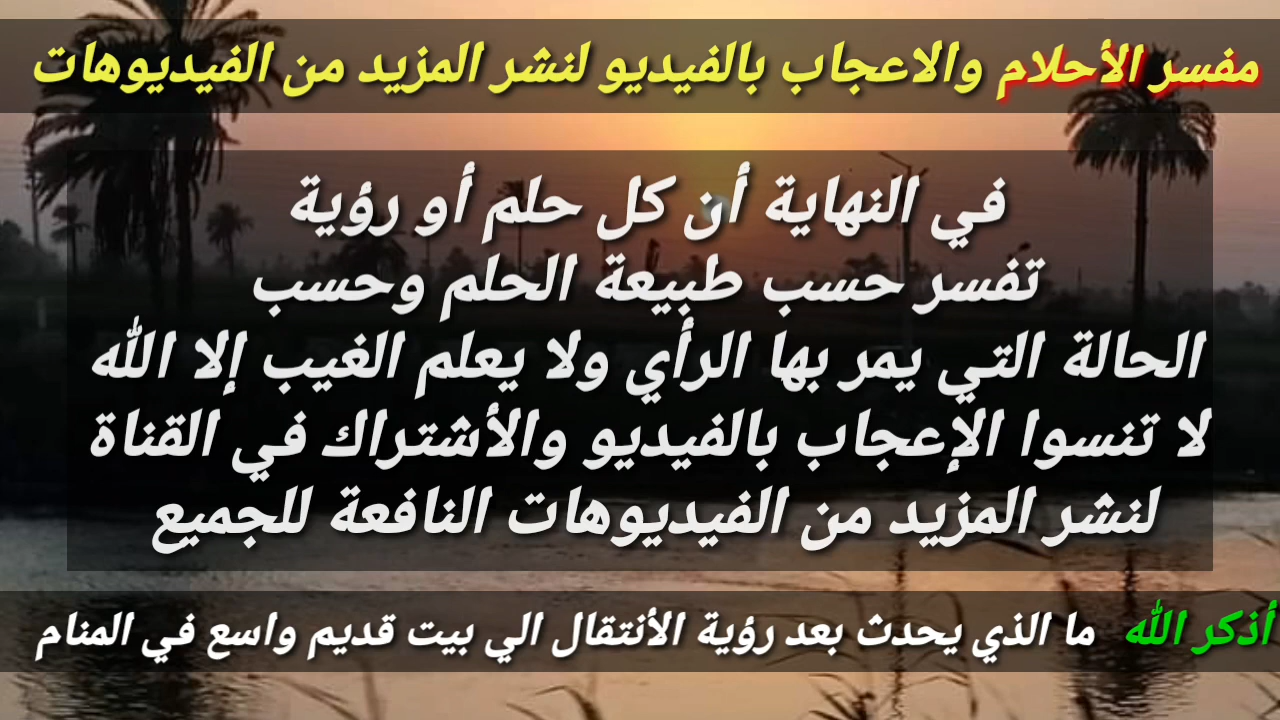 مفسر الأحلام والاعجاب بالفيديو لنشر المزيد من الفيديوهات
في النهاية أن كل حلم أو رؤية
تفسر حسب طبيعة الحلم وحسب
الحالة التي يمر بها الرأي ولا يعلم الغيب إلا الله
لا تنسوا الإعجاب بالفيديو والأشتراك في القناة
لنشر المزيد من الفيديوهات النافعة للجميع
أذكر الله ما الذي يحدث بعد رؤية الأنتقال الي بيت قديم واسع في المنام